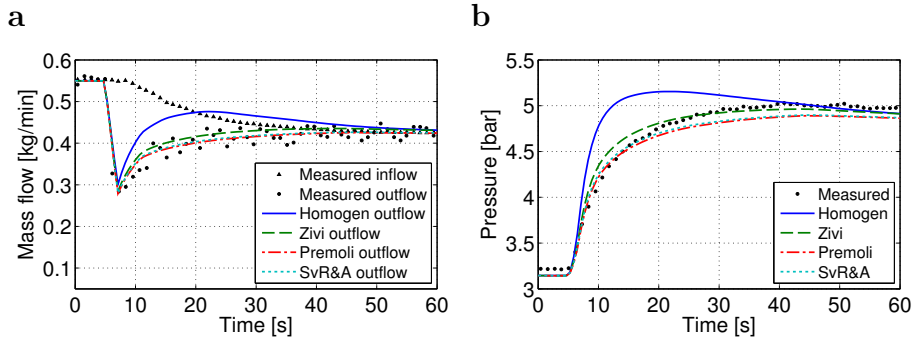 a
0.6
0.5
0.4
0.3
0.2
0.1
Mass flow [kg/min]
Measured inflow
Measured outflow
Homogen outflow
Zivi outflow
Premoli outflow
SvR&A outflow
0 10 20 30 40 50 60
Time [s]
b
5.5
5
4.5
4
3.5
3
Pressure [bar]
Measured
Homogen
Zivi
Premoli
SvR&A
0 10 20 30 40 50 60
Time [s]